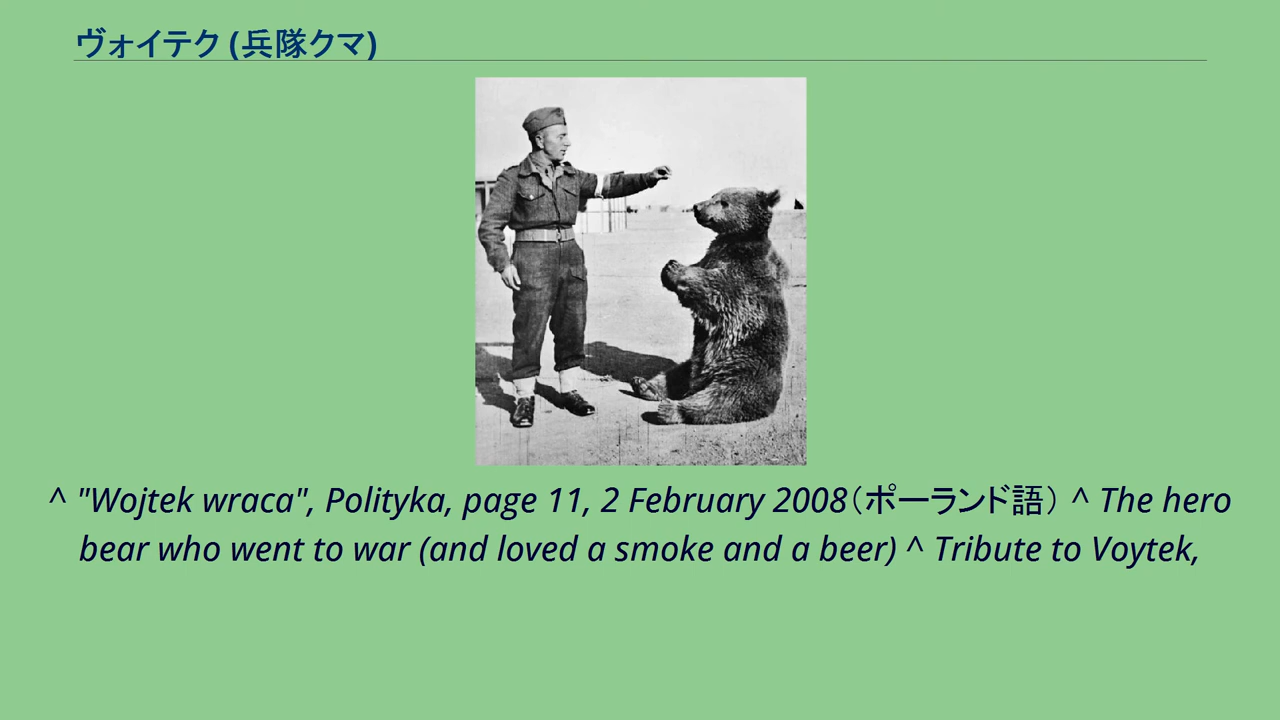 ヴォイテク (兵隊クマ)
^ "Wojtek wraca", Polityka, page 11, 2 February 2008（ポーランド語） ^ The hero
bear who went to war (and loved a smoke and a beer) ^ Tribute to Voytek,